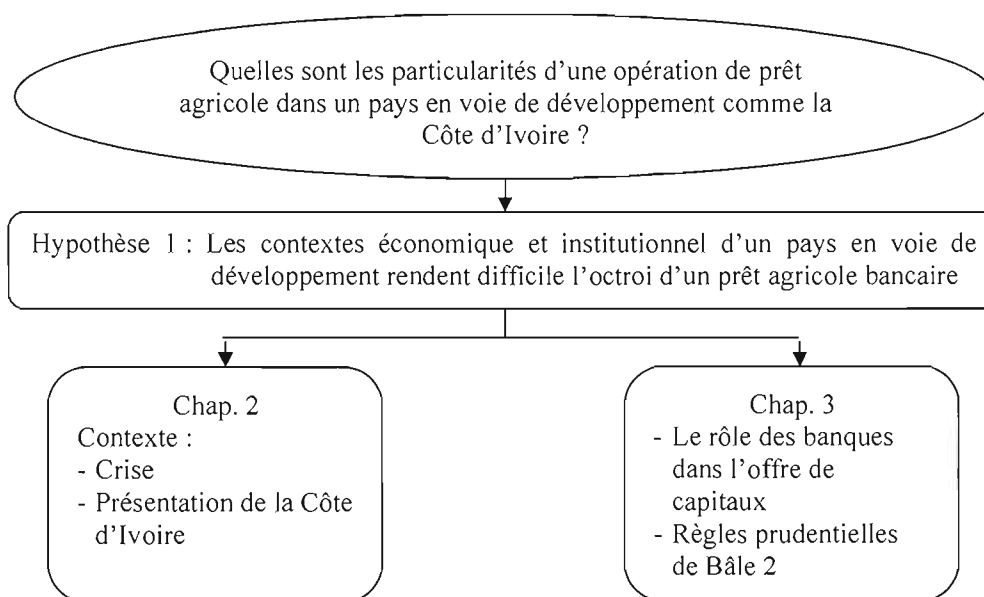 Quelles sont les particularités d'une opération de prêt
agricole dans un pays en voie de développement comme la
Côte d'Ivoire ?
Hypothèse 1 : Les contextes économique et institutionnel d'un pays en voie de
développement rendent difficile l'octroi d'un prêt agricole bancaire
Chap. 2
Contexte :
- Crise
- Présentation de la Côte
d'Ivoire
Chap. 3
- Le rôle des banques
dans l'offre de
capitaux
- Règles prudentielles
de Bâle 2